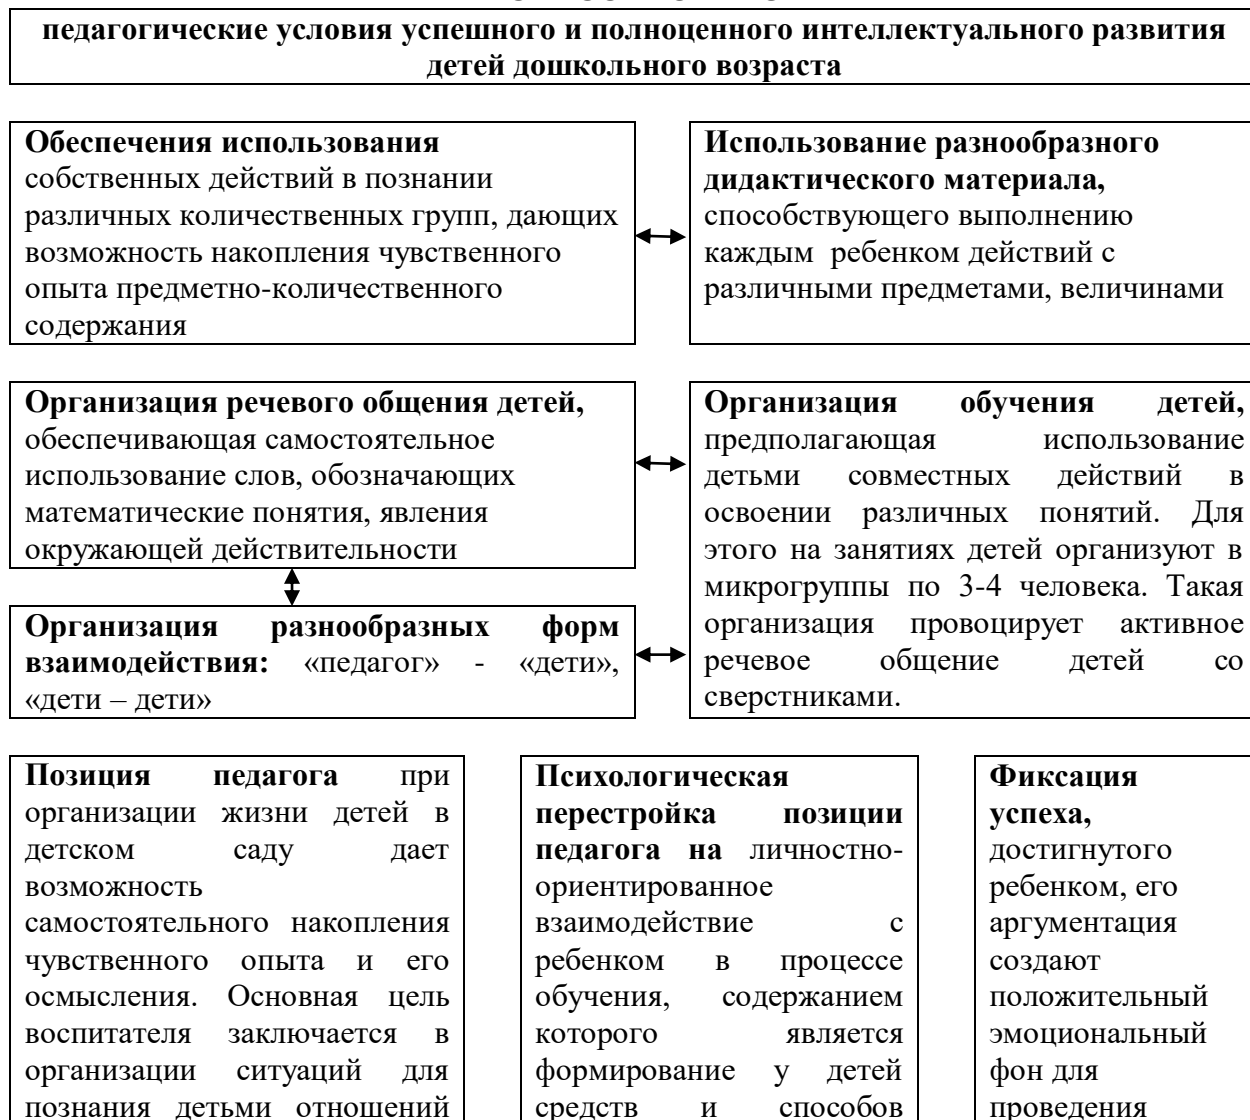 педагогические условия успешного и полноценного интеллектуального развития
детей дошкольного возраста
Обеспечения использования
собственных действий в познании
различных количественных групп, дающих
возможность накопления чувственного
опыта предметно-количественного
содержания
Использование разнообразного
дидактического материала,
способствующего выполнению
каждым ребенком действий с
различными предметами, величинами
Организация речевого общения детей,
обеспечивающая самостоятельное
использование слов, обозначающих
математические понятия, явления
окружающей действительности
Организация разнообразных форм
взаимодействия: «педагог» - «дети»,
«дети – дети»
Организация обучения детей,
предполагающая использование
детьми совместных действий в
освоении различных понятий. Для
этого на занятиях детей организуют в
микрогруппы по 3-4 человека. Такая
организация провоцирует активное
речевое общение детей со
сверстниками.
Позиция педагога при
организации жизни детей в
детском саду дает
возможность
самостоятельного накопления
чувственного опыта и его
осмысления. Основная цель
воспитателя заключается в
организации ситуаций для
познания детьми отношений
Психологическая
перестройка позиции
педагога на личностно-
ориентированное
взаимодействие с
ребенком в процессе
обучения, содержанием
которого является
формирование у детей
средств и способов
Фиксация
успеха,
достигнутого
ребенком, его
аргументация
создают
положительный
эмоциональный
фон для
проведения